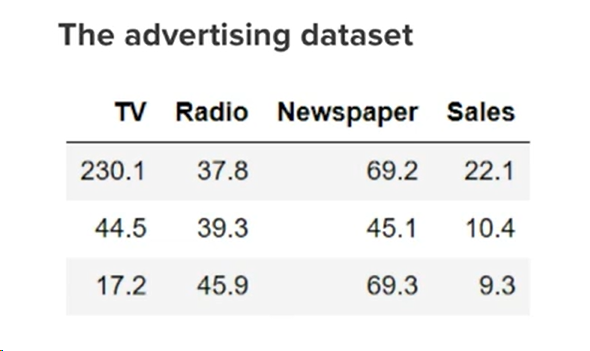 The advertising dataset
TV Radio Newspaper Sales
230.1 37.8 69.2 22.1
44.5 39.3 45.1 10.4
17.2 45.9 69.3 9.3